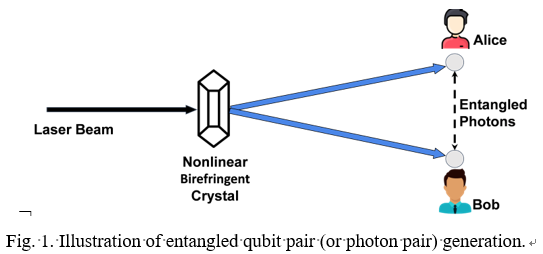 Alice
Laser Beam
Entangled
Photons
Nonlinear
Birefringent
Crystal
Bob
Fig. 1. Illustration of entangled qubit pair (or photon pair) generation.